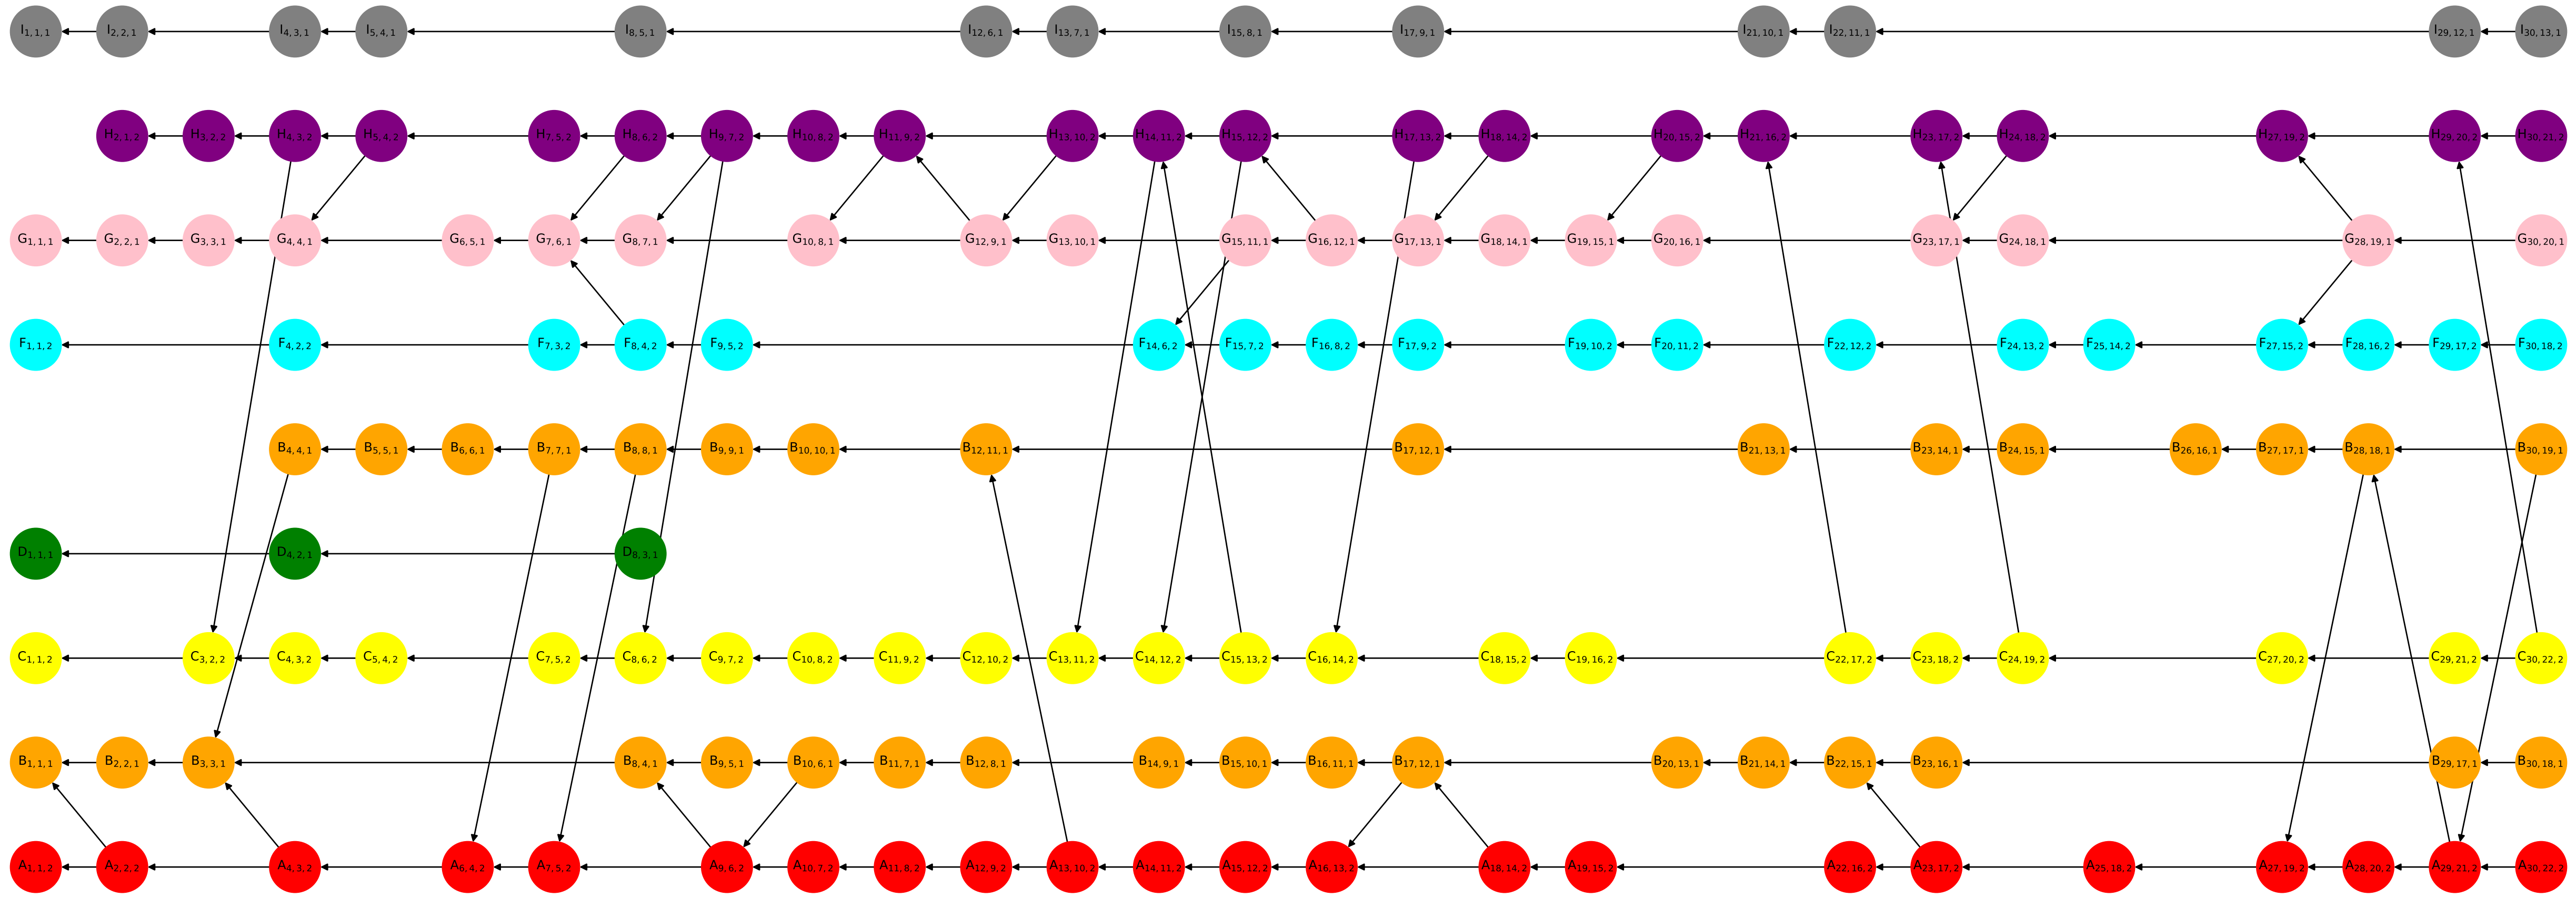 I1,1,1 I2,2,1 I4,3,1 I5,4,1 I8,5,1 I12,6,1 I13,7,1 I15,8,1 I17,9,1 I21,10,1 I22,11,1 I29,12,1 I30,13,1
H2,1,2 H3,2,2 H4,3,2 H5,4,2 H7,5,2 H8,6,2 H9,7,2 H10,8,2 H11,9,2 H13,10,2 H14,11,2 H15,12,2 H17,13,2 H18,14,2 H20,15,2 H21,16,2 H23,17,2 H24,18,2 H27,19,2 H29,20,2 H30,21,2
G1,1,1 G2,2,1 G3,3,1 G4,4,1 G6,5,1 G7,6,1 G8,7,1 G10,8,1 G12,9,1 G13,10,1 G15,11,1 G16,12,1 G17,13,1 G18,14,1 G19,15,1 G20,16,1 G23,17,1 G24,18,1 G28,19,1 G30,20,1
F1,1,2 F4,2,2 F7,3,2 F8,4,2 F9,5,2 F14,6,2 F15,7,2 F16,8,2 F17,9,2 F19,10,2 F20,11,2 F22,12,2 F24,13,2 F25,14,2 F27,15,2 F28,16,2 F29,17,2 F30,18,2
B4,4,1 B5,5,1 B6,6,1 B7,7,1 B8,8,1 B9,9,1 B10,10,1 B12,11,1 B17,12,1 B21,13,1 B23,14,1 B24,15,1 B26,16,1 B27,17,1 B28,18,1 B30,19,1
D1,1,1 D4,2,1 D8,3,1
C1,1,2 C3,2,2 C4,3,2 C5,4,2 C7,5,2 C8,6,2 C9,7,2 C10,8,2 C11,9,2 C12,10,2 C13,11,2 C14,12,2 C15,13,2 C16,14,2 C18,15,2 C19,16,2 C22,17,2 C23,18,2 C24,19,2 C27,20,2 C29,21,2 C30,22,2
B1,1,1 B2,2,1 B3,3,1 B8,4,1 B9,5,1 B10,6,1 B11,7,1 B12,8,1 B14,9,1 B15,10,1 B16,11,1 B17,12,1 B20,13,1 B21,14,1 B22,15,1 B23,16,1 B29,17,1 B30,18,1
A1,1,2 A2,2,2 A4,3,2 A6,4,2 A7,5,2 A9,6,2 A10,7,2 A11,8,2 A12,9,2 A13,10,2 A14,11,2 A15,12,2 A16,13,2 A18,14,2 A19,15,2 A22,16,2 A23,17,2 A25,18,2 A27,19,2 A28,20,2 A29,21,2 A30,22,2